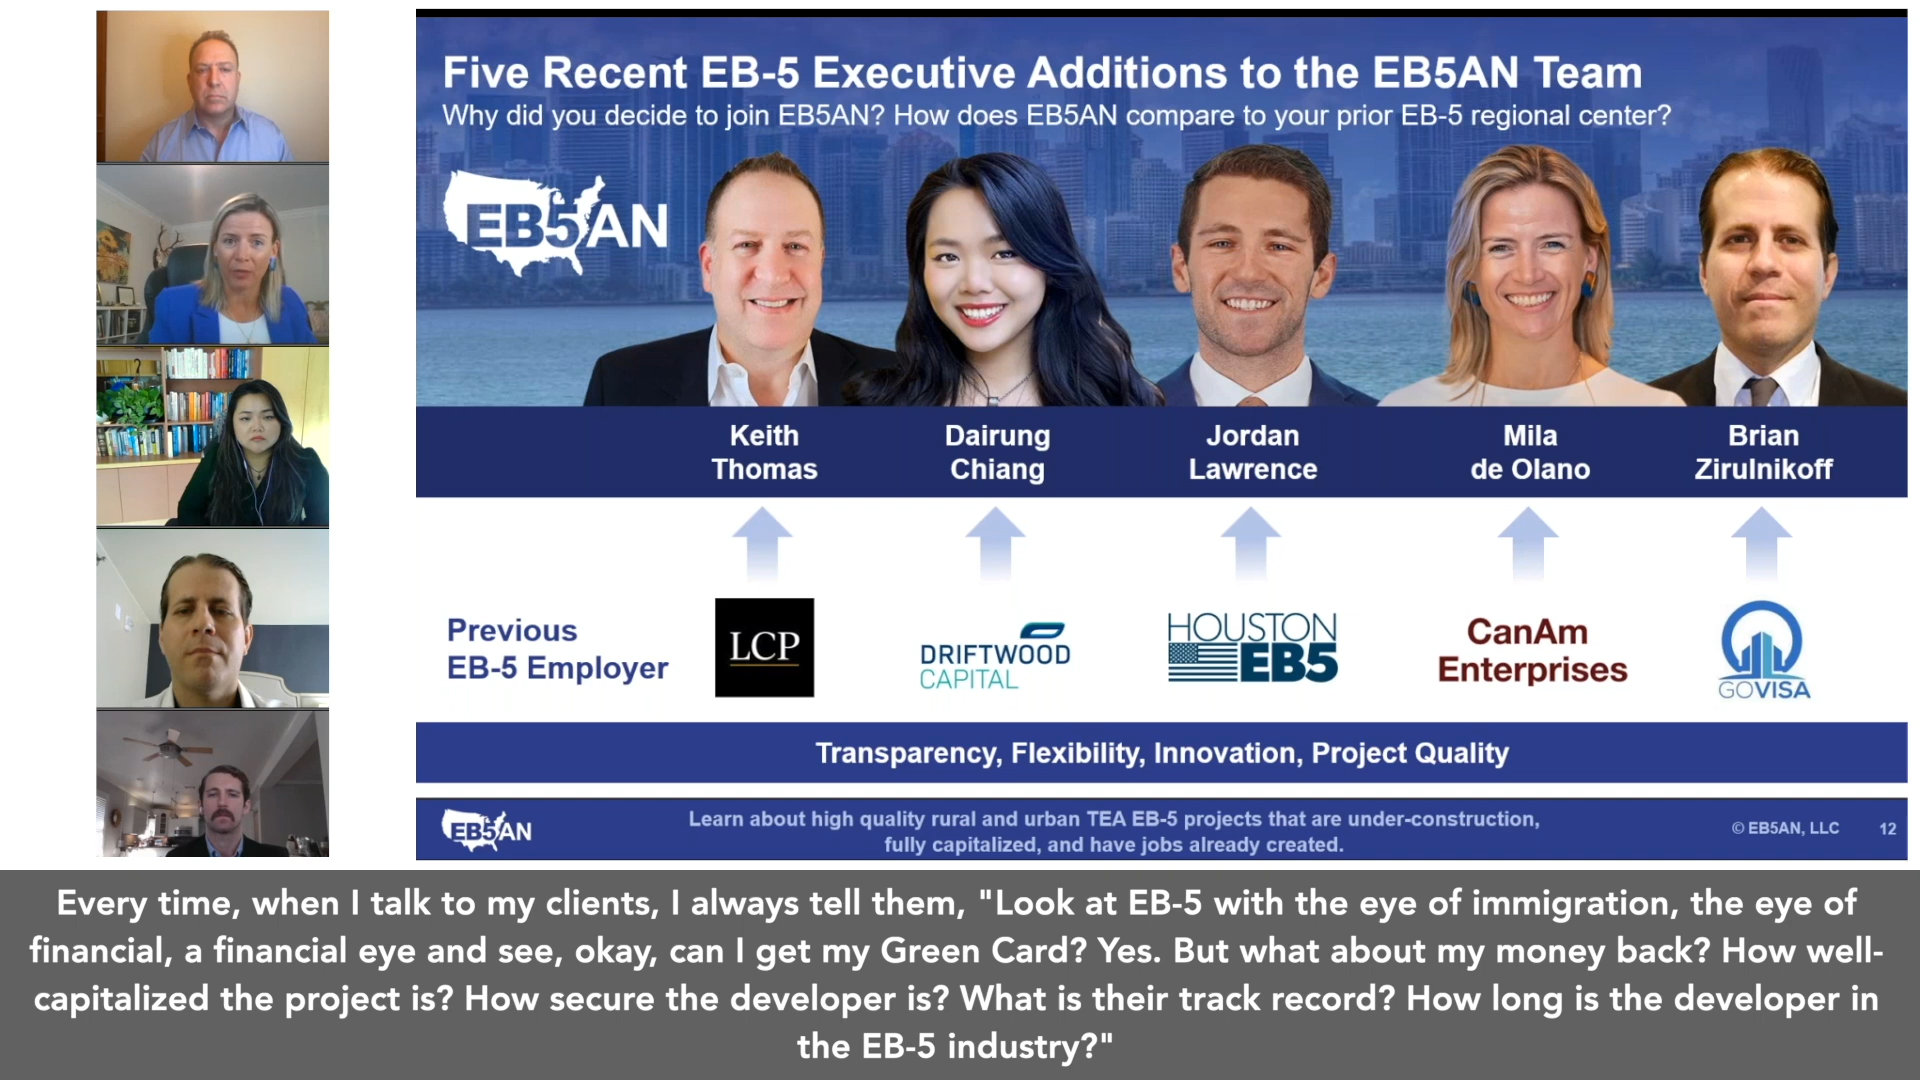 Five Recent EB-5 Executive Additions to the EB5AN Team
Why did you decide to join EB5AN? How does EB5AN compare to your prior EB-5 regional center?
EB5AN
Keith
Thomas
Dairung
Chiang
Jordan
Lawrence
Mila
de Olano
Brian
Zirulnikoff
Previous
EB-5 Employer
LCP
DRIFTWOOD
CAPITAL
HOUSTON
EB5
CanAm
Enterprises
GOVISA
Transparency, Flexibility, Innovation, Project Quality
EB5AN
Learn about high quality rural and urban TEA EB-5 projects that are under-construction,
fully capitalized, and have jobs already created.
© EB5AN, LLC
12
Every time, when I talk to my clients, I always tell them, "Look at EB-5 with the eye of immigration, the eye of
financial, a financial eye and see, okay, can I get my Green Card? Yes. But what about my money back? How well-
capitalized the project is? How secure the developer is? What is their track record? How long is the developer in
the EB-5 industry?"